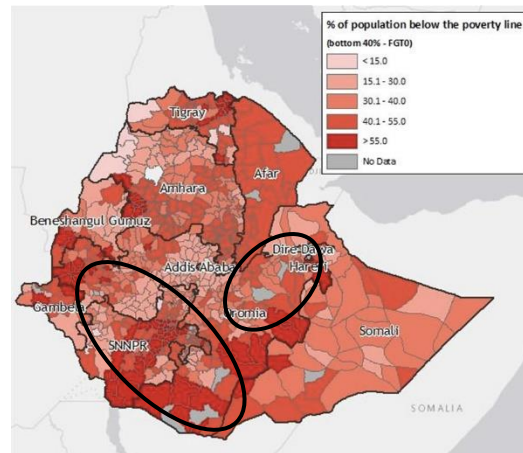 % of population below the poverty line
(bottom 40% - FGT0)
< 15.0
15.1 - 30.0
30.1 - 40.0
40.1 - 55.0
> 55.0
No Data
Tigray
Afar
Amhara
Beneshangul Gumuz
Dire Dawa
Addis Ababa
Gambela
Oromia
SNNPR
Somali
SOMALIA